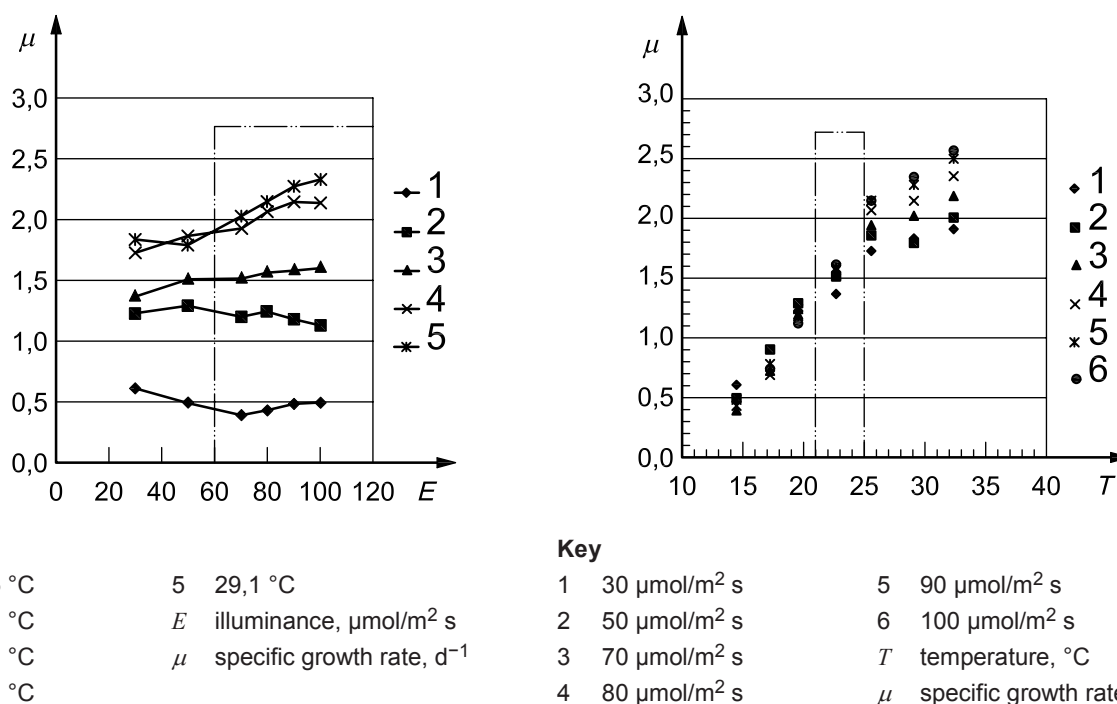 μ
3,0
2,5
2,0
1,5
1,0
0,5
0,0
0 20 40 60 80 100 120 E
1
2
3
4
5
μ
3,0
2,5
2,0
1,5
1,0
0,5
0,0
10 15 20 25 30 35 40 T
1
2
3
4
5
6
°C
°C
°C
°C
5 29,1 °C
E illuminance, μmol/m² s
μ specific growth rate, d⁻¹
Key
1 30 μmol/m² s
2 50 μmol/m² s
3 70 μmol/m² s
4 80 μmol/m² s
5 90 μmol/m² s
6 100 μmol/m² s
T temperature, °C
μ specific growth rate